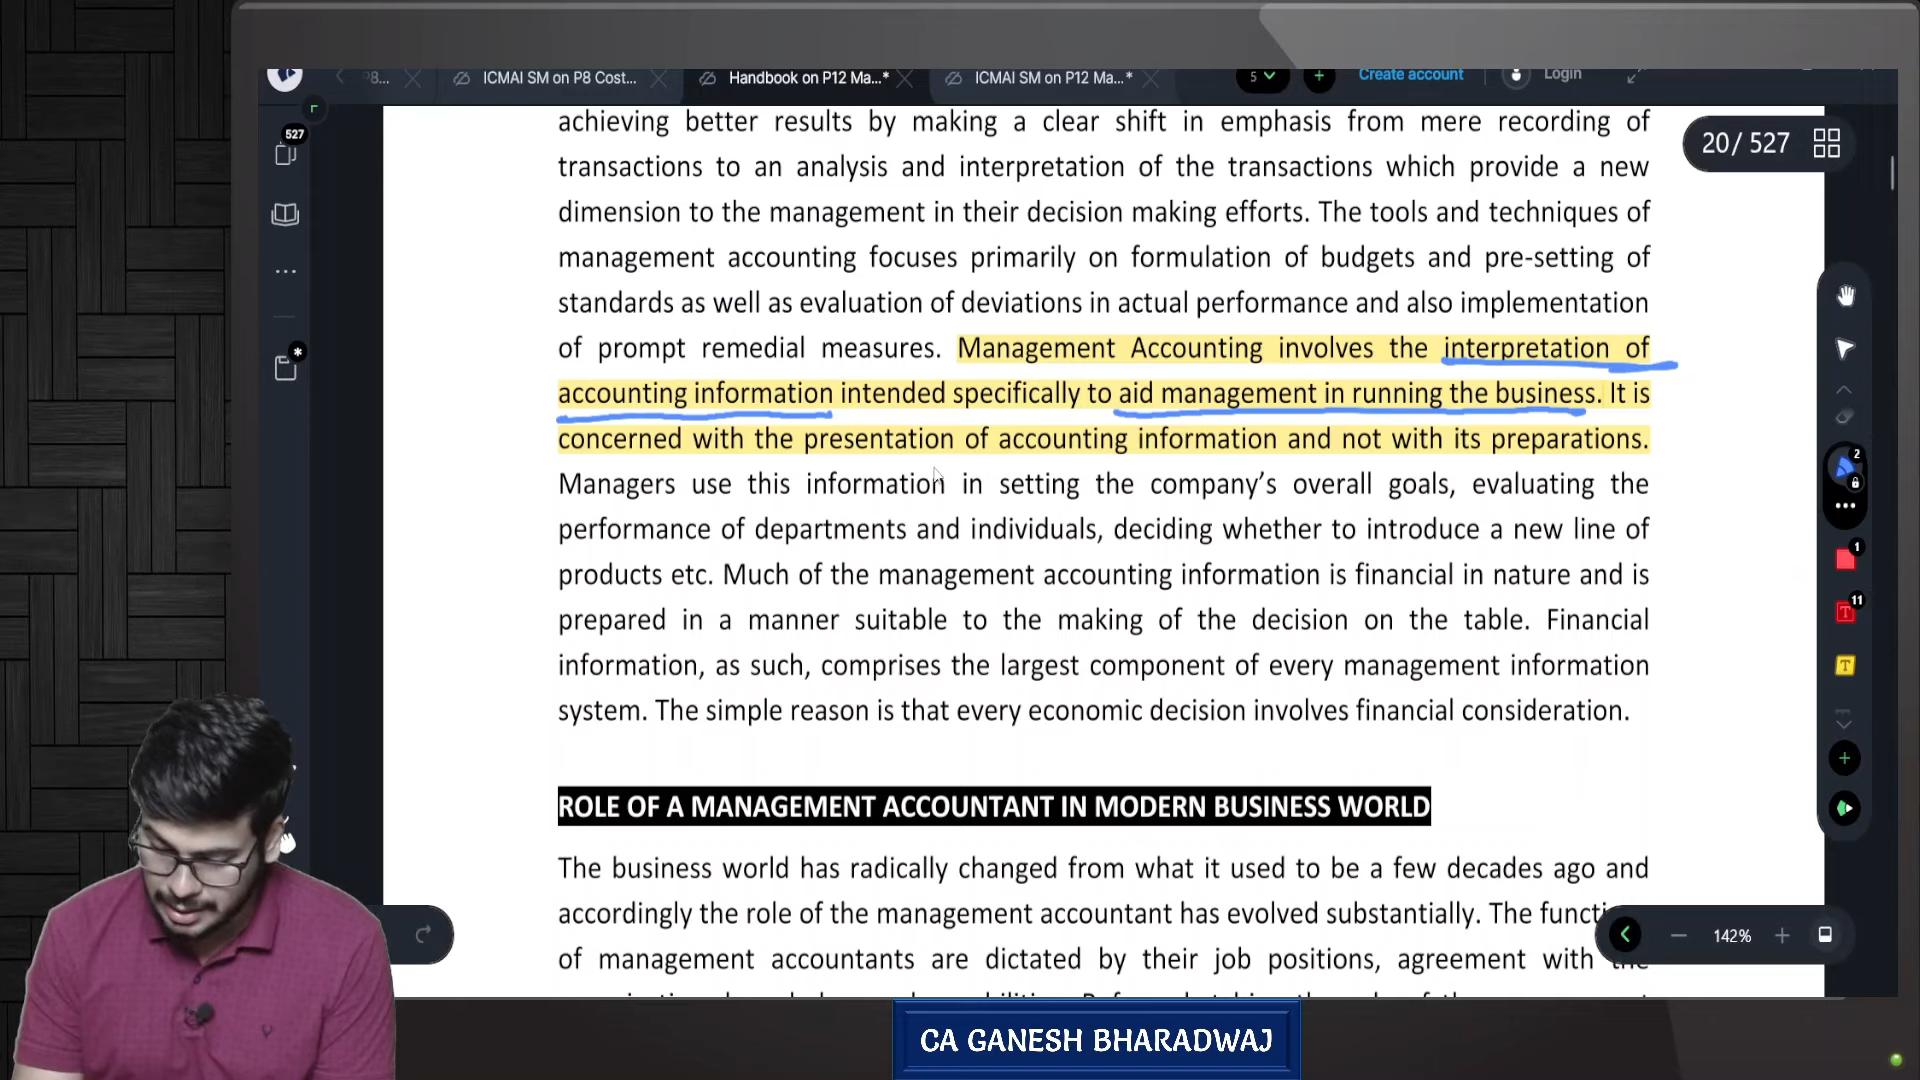 P8...
ICMAI SM on P8 Cost...
Handbook on P12 Ma...*
ICMAI SM on P12 Ma...*
5
Create account
Login
527
20/ 527
achieving better results by making a clear shift in emphasis from mere recording of
transactions to an analysis and interpretation of the transactions which provide a new
dimension to the management in their decision making efforts. The tools and techniques of
management accounting focuses primarily on formulation of budgets and pre-setting of
standards as well as evaluation of deviations in actual performance and also implementation
of prompt remedial measures. Management Accounting involves the interpretation of
accounting information intended specifically to aid management in running the business. It is
concerned with the presentation of accounting information and not with its preparations.
Managers use this information in setting the company’s overall goals, evaluating the
performance of departments and individuals, deciding whether to introduce a new line of
products etc. Much of the management accounting information is financial in nature and is
prepared in a manner suitable to the making of the decision on the table. Financial
information, as such, comprises the largest component of every management information
system. The simple reason is that every economic decision involves financial consideration.
2
1
T 11
T
ROLE OF A MANAGEMENT ACCOUNTANT IN MODERN BUSINESS WORLD
The business world has radically changed from what it used to be a few decades ago and
accordingly the role of the management accountant has evolved substantially. The functi
of management accountants are dictated by their job positions, agreement with the
142%
CA GANESH BHARADWAJ